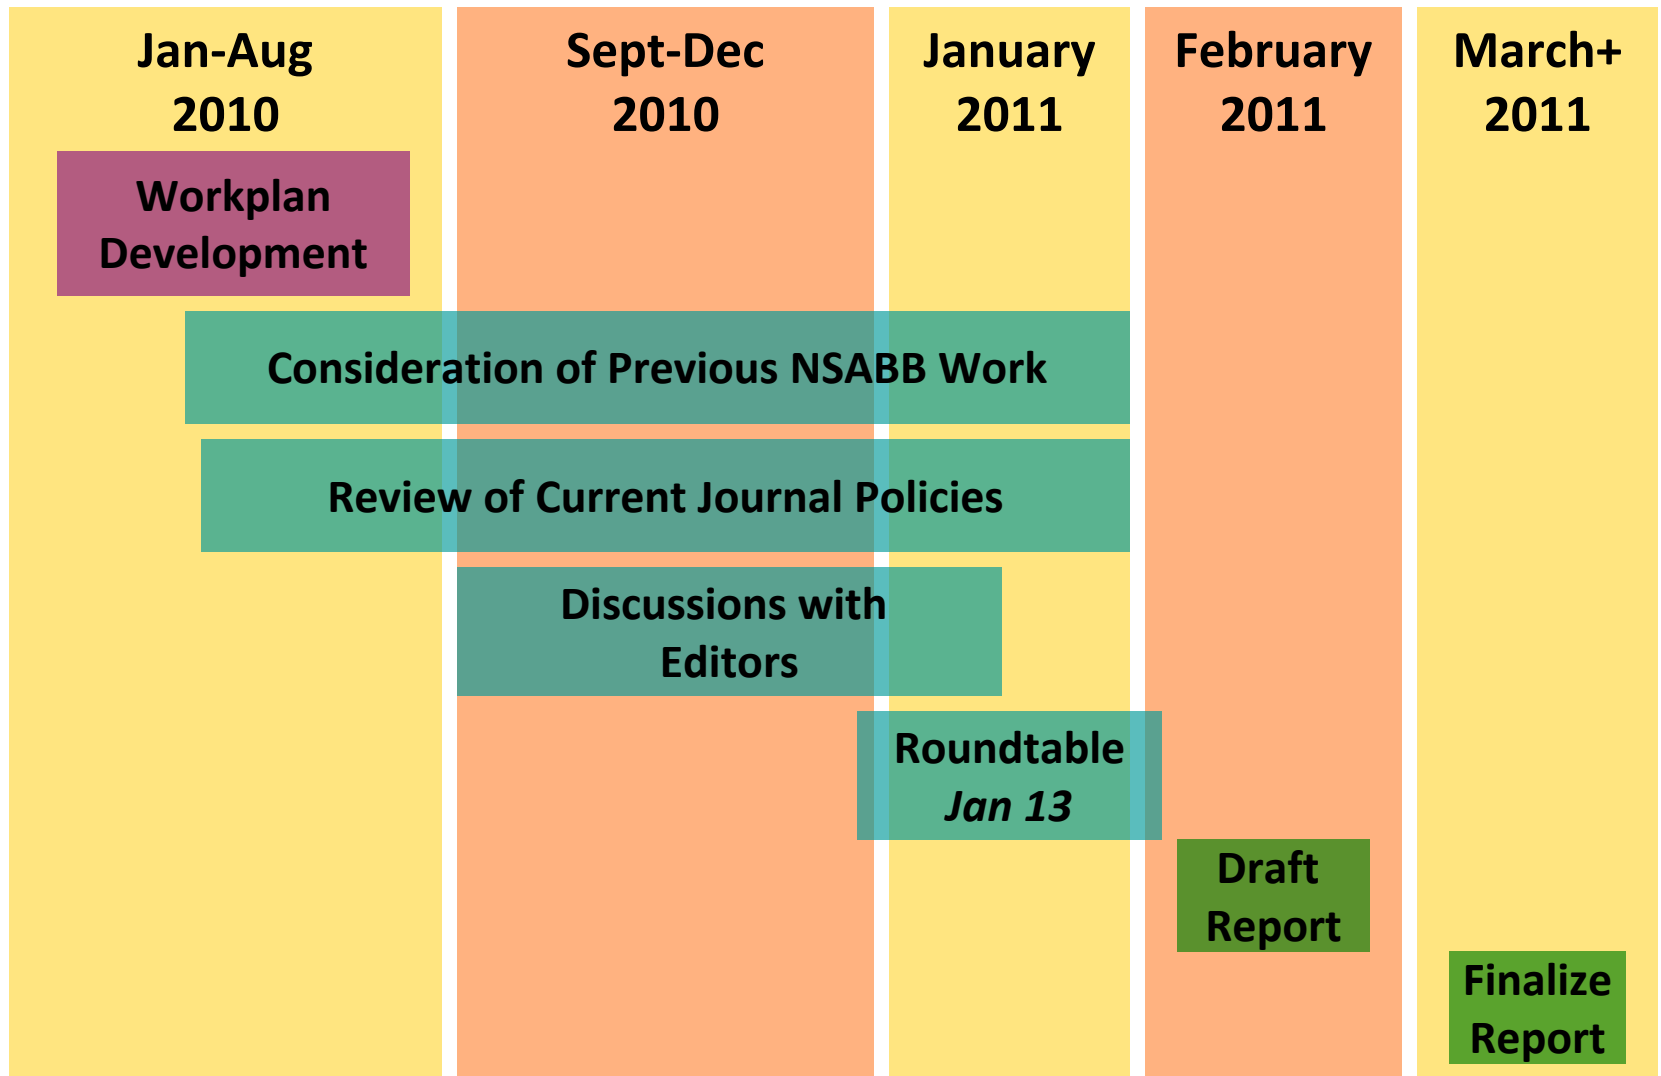 Jan-Aug
2010
Sept-Dec
2010
January
2011
February
2011
March+
2011
Workplan
Development
Consideration of Previous NSABB Work
Review of Current Journal Policies
Discussions with
Editors
Roundtable
Jan 13
Draft
Report
Finalize
Report